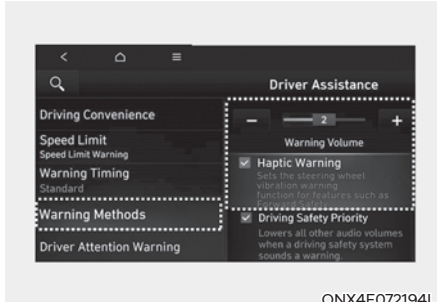 Driver Assistance
Driving Convenience
Speed Limit
Speed Limit Warning
Warning Timing
Standard
Warning Methods
Driver Attention Warning
2
Warning Volume
Haptic Warning
Sets the steering wheel
vibration warning
function for features such as
Forward Safety
Driving Safety Priority
Lowers all other audio volumes
when a driving safety system
sounds a warning.